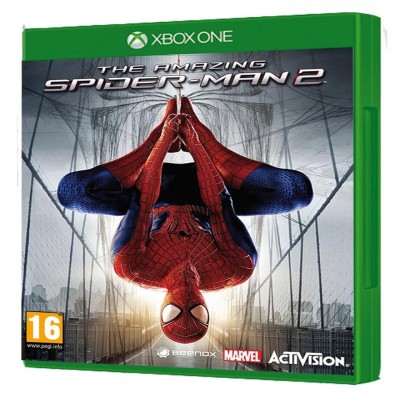 XBOX ONE
THE AMAZING
SPIDER-MAN 2
16
www.pegi.info
BEENOX
MARVEL
ACTIVISION